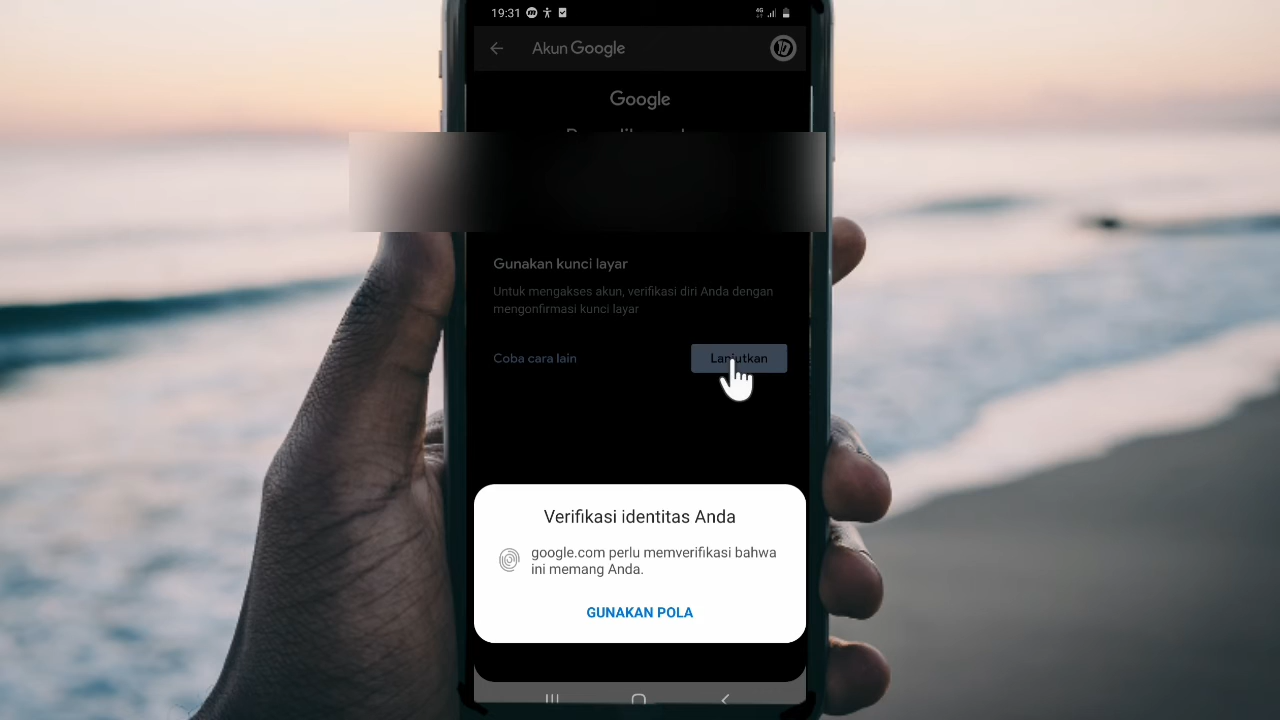 19:31
4G
Akun Google
Google
Gunakan kunci layar
Untuk mengakses akun, verifikasi diri Anda dengan
mengonfirmasi kunci layar
Coba cara lain
Lanjutkan
Verifikasi identitas Anda
google.com perlu memverifikasi bahwa
ini memang Anda.
GUNAKAN POLA